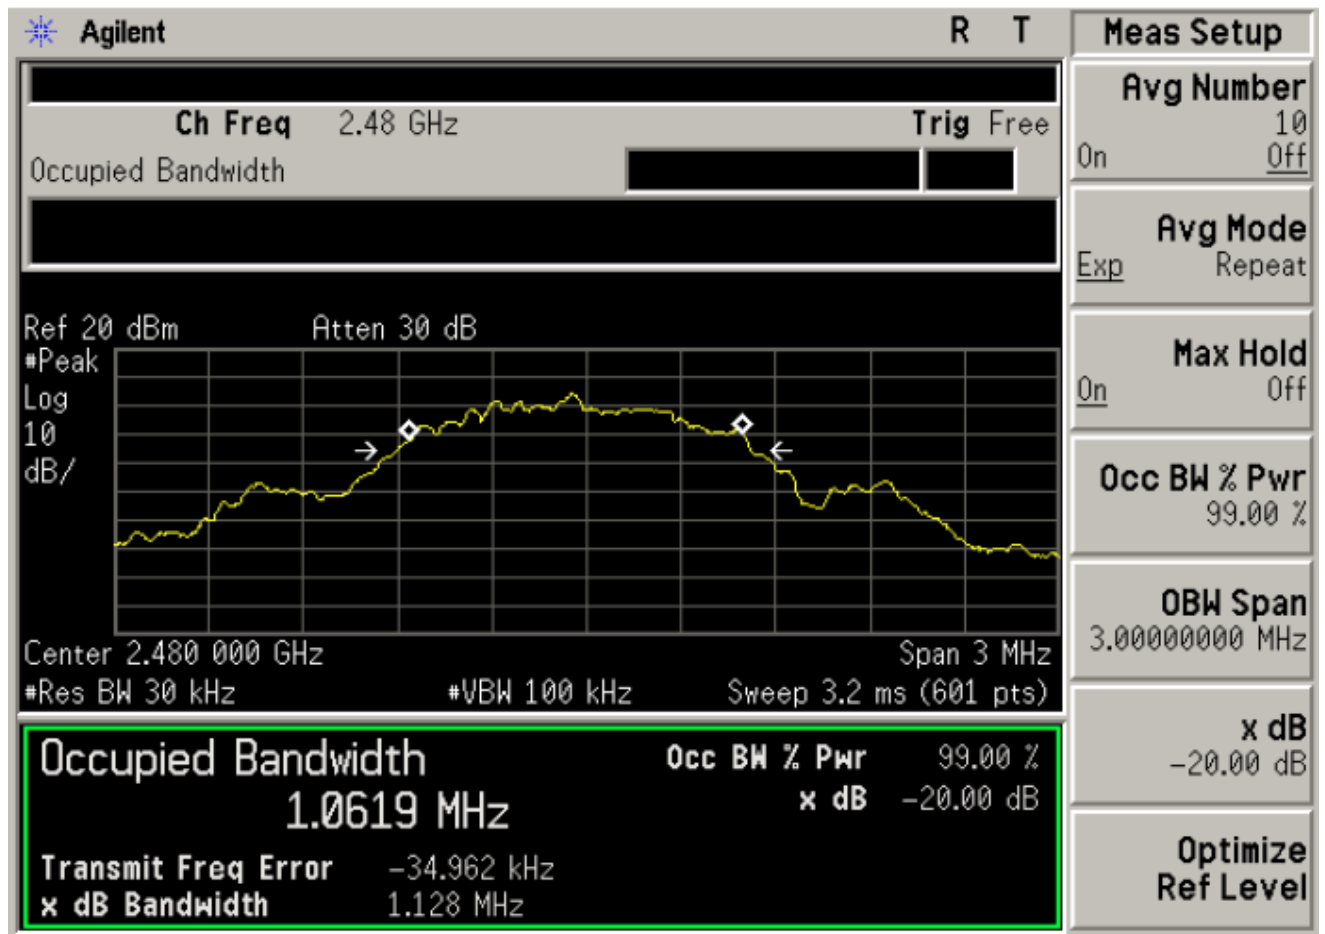 Agilent R T Meas Setup
Ch Freq 2.48 GHz Trig Free
Occupied Bandwidth
Ref 20 dBm Atten 30 dB
#Peak
Log
10
dB/
Center 2.480 000 GHz Span 3 MHz
#Res BW 30 kHz #VBW 100 kHz Sweep 3.2 ms (601 pts)
Occupied Bandwidth
1.0619 MHz
Occ BW % Pwr 99.00 %
x dB -20.00 dB
Transmit Freq Error -34.962 kHz
x dB Bandwidth 1.128 MHz
Avg Number
10
On Off
Avg Mode
Exp Repeat
Max Hold
On Off
Occ BW % Pwr
99.00 %
OBW Span
3.00000000 MHz
x dB
-20.00 dB
Optimize
Ref Level